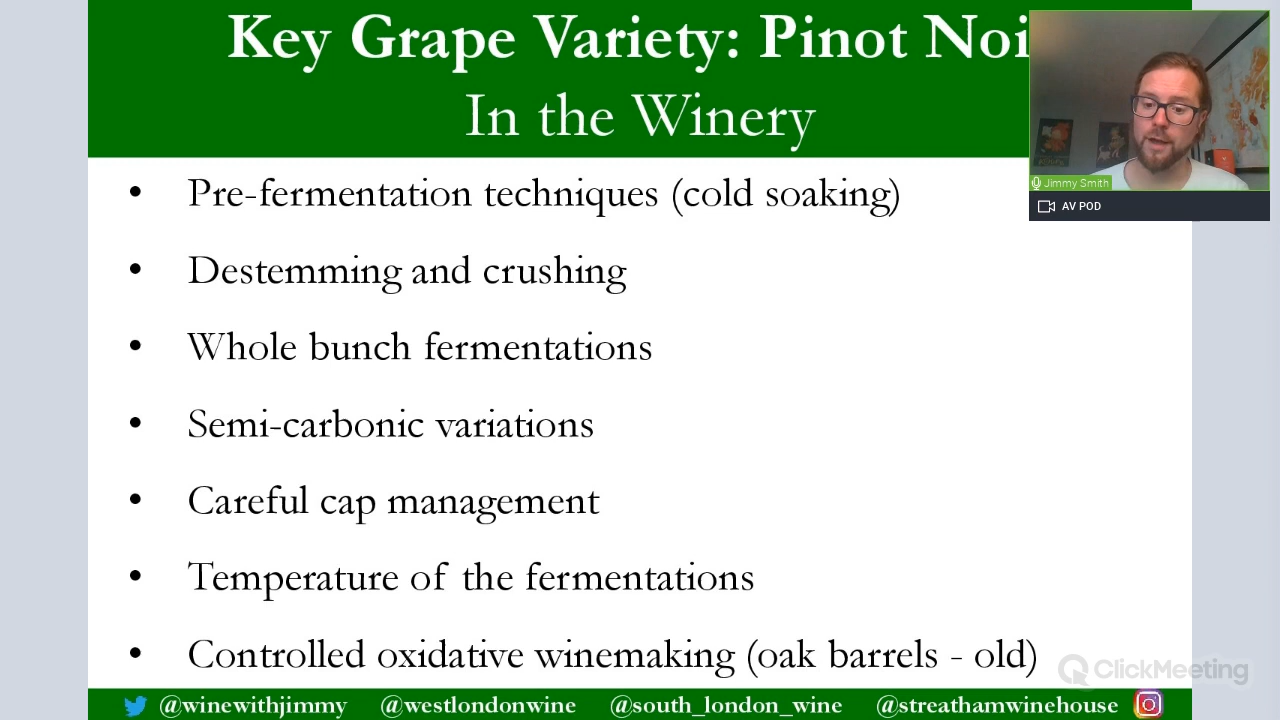 Key Grape Variety: Pinot Noi
In the Winery
• Pre-fermentation techniques (cold soaking)
• Destemming and crushing
• Whole bunch fermentations
• Semi-carbonic variations
• Careful cap management
• Temperature of the fermentations
• Controlled oxidative winemaking (oak barrels - old)
Jimmy Smith
AV POD
ClickMeeting
@winewithjimmy @westlondonwine @south_london_wine @streathamwinehouse